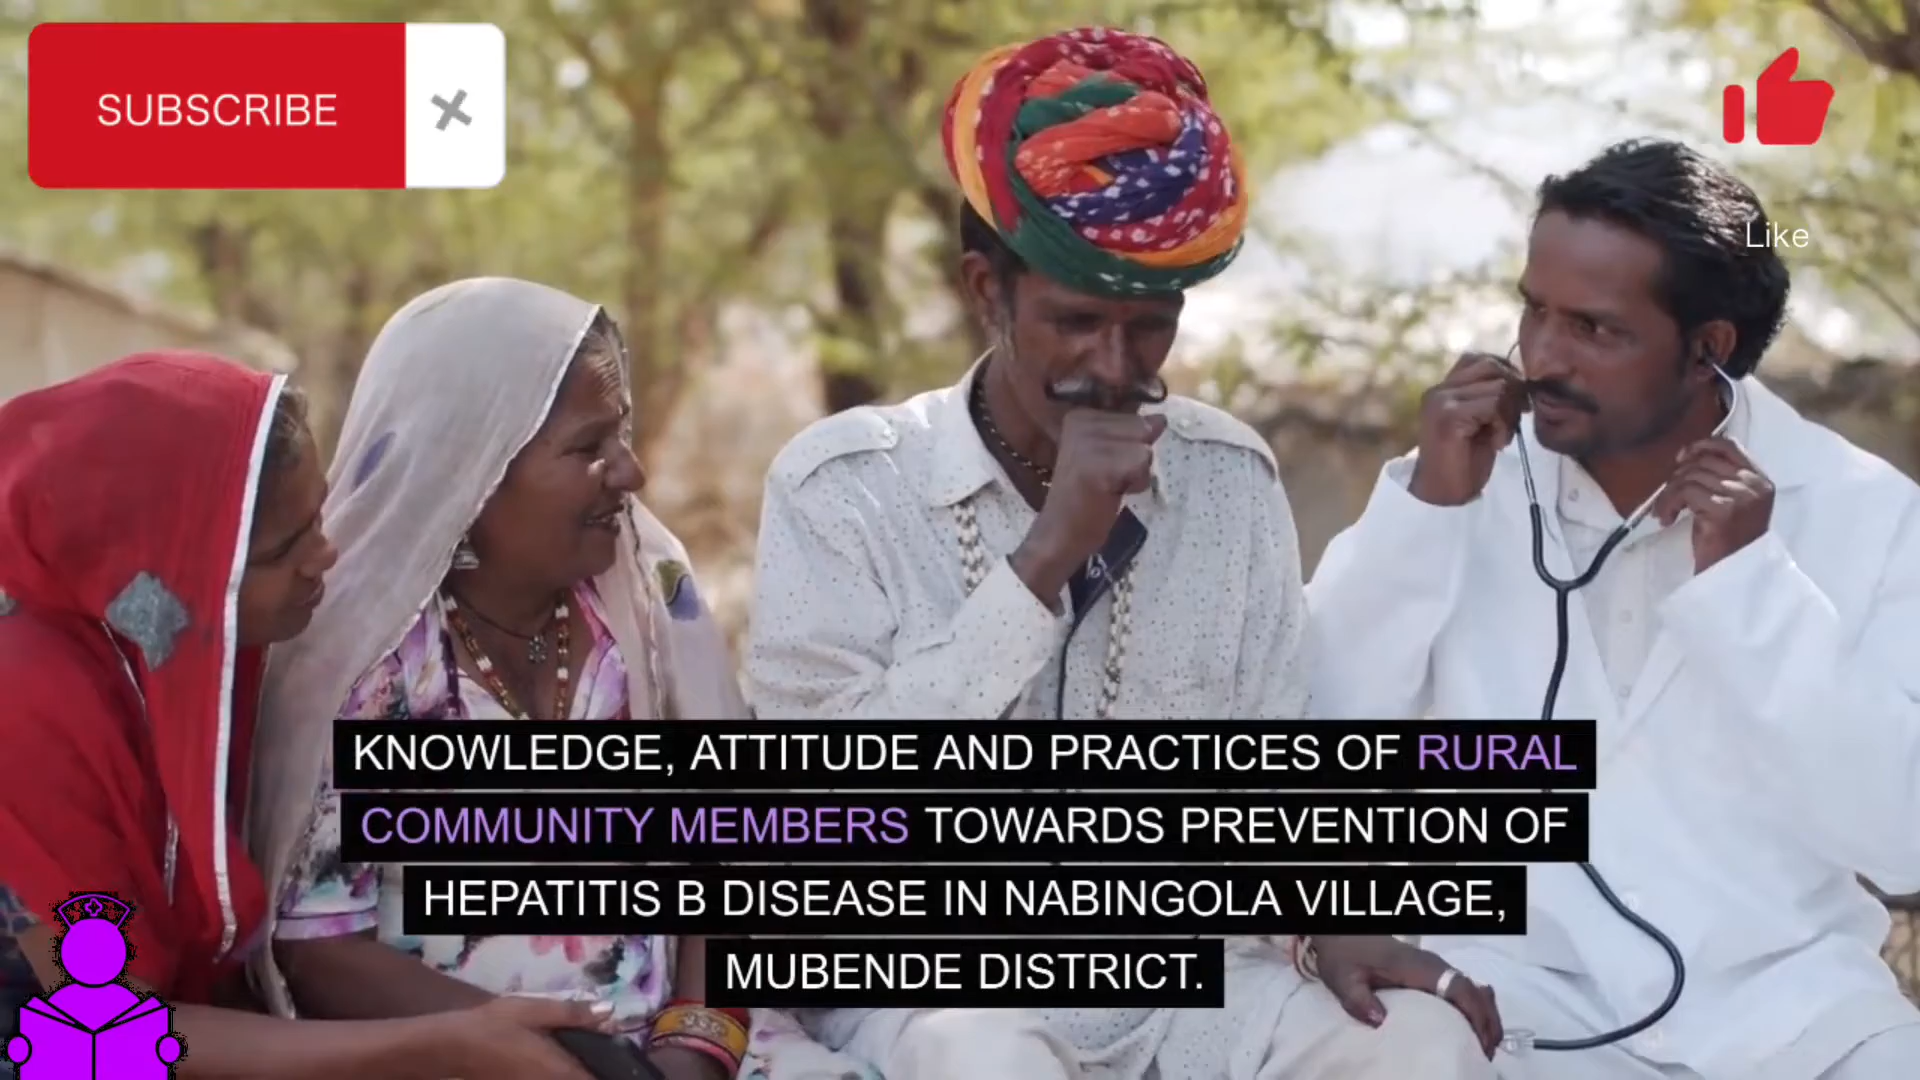 SUBSCRIBE
Like
KNOWLEDGE, ATTITUDE AND PRACTICES OF RURAL
COMMUNITY MEMBERS TOWARDS PREVENTION OF
HEPATITIS B DISEASE IN NABINGOLA VILLAGE,
MUBENDE DISTRICT.